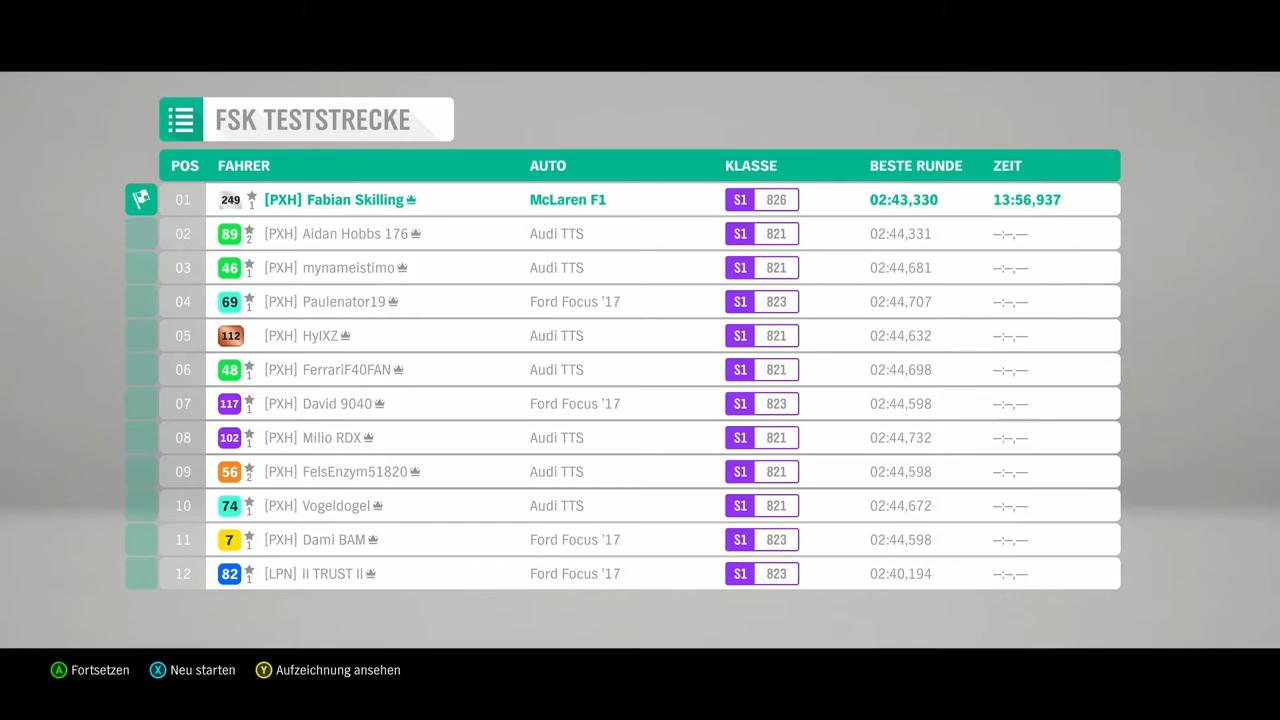 FSK TESTSTRECKE
POS FAHRER AUTO KLASSE BESTE RUNDE ZEIT
01 249 1 [PXH] Fabian Skilling McLaren F1 S1 826 02:43,330 13:56,937
02 89 2 [PXH] Aidan Hobbs 176 Audi TTS S1 821 02:44,331 –:–,–
03 46 1 [PXH] mynameistimo Audi TTS S1 821 02:44,681 –:–,–
04 69 1 [PXH] Paulenator19 Ford Focus '17 S1 823 02:44,707 –:–,–
05 112 [PXH] HyIXZ Audi TTS S1 821 02:44,632 –:–,–
06 48 1 [PXH] FerrariF40FAN Audi TTS S1 821 02:44,698 –:–,–
07 117 1 [PXH] David 9040 Ford Focus '17 S1 823 02:44,598 –:–,–
08 102 1 [PXH] Milio RDX Audi TTS S1 821 02:44,732 –:–,–
09 56 2 [PXH] FelsEnzym51820 Audi TTS S1 821 02:44,598 –:–,–
10 74 1 [PXH] Vogeldogel Audi TTS S1 821 02:44,672 –:–,–
11 7 1 [PXH] Dami BAM Ford Focus '17 S1 823 02:44,598 –:–,–
12 82 1 [LPN] II TRUST II Ford Focus '17 S1 823 02:40,194 –:–,–
A Fortsetzen X Neu starten Y Aufzeichnung ansehen